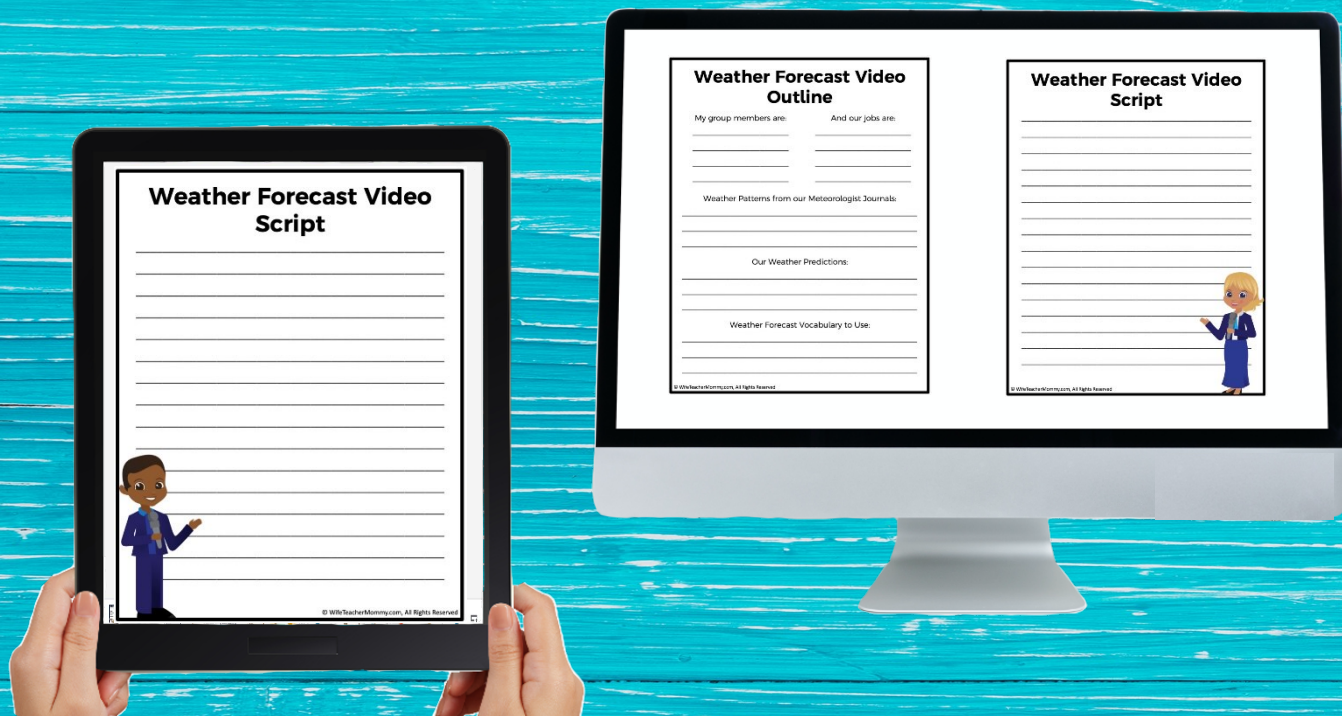 Weather Forecast Video
Script
© WifeTeacherMommy.com, All Rights Reserved
Weather Forecast Video
Outline
My group members are:
And our jobs are:
Weather Patterns from our Meteorologist Journals:
Our Weather Predictions:
Weather Forecast Vocabulary to Use:
© WifeTeacherMommy.com, All Rights Reserved
Weather Forecast Video
Script
© WifeTeacherMommy.com, All Rights Reserved